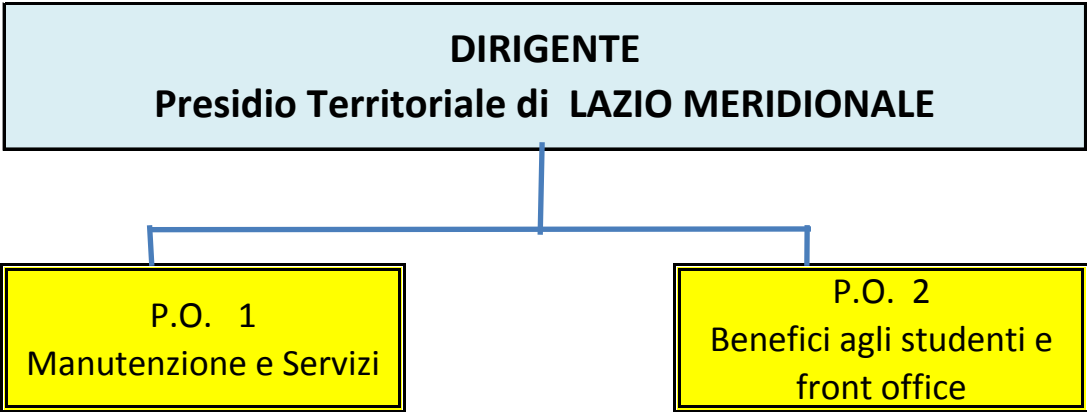 DIRIGENTE
Presidio Territoriale di LAZIO MERIDIONALE
P.O. 1
Manutenzione e Servizi
P.O. 2
Benefici agli studenti e
front office